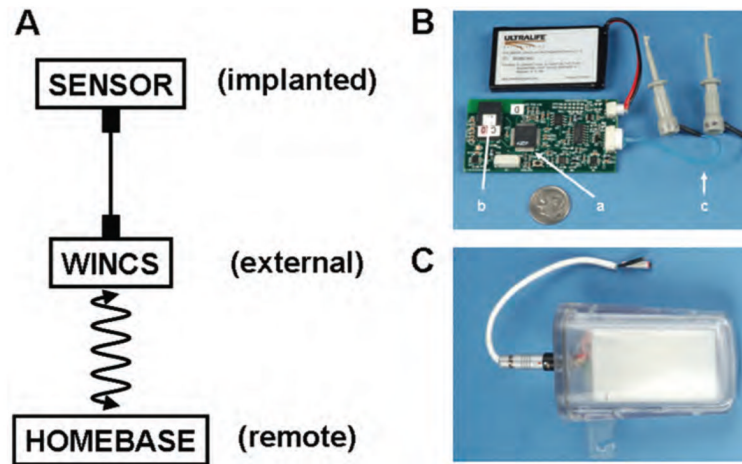 A
SENSOR (implanted)
WINCS (external)
HOMEBASE (remote)
B
ULTRALIFE
b
a
c
C